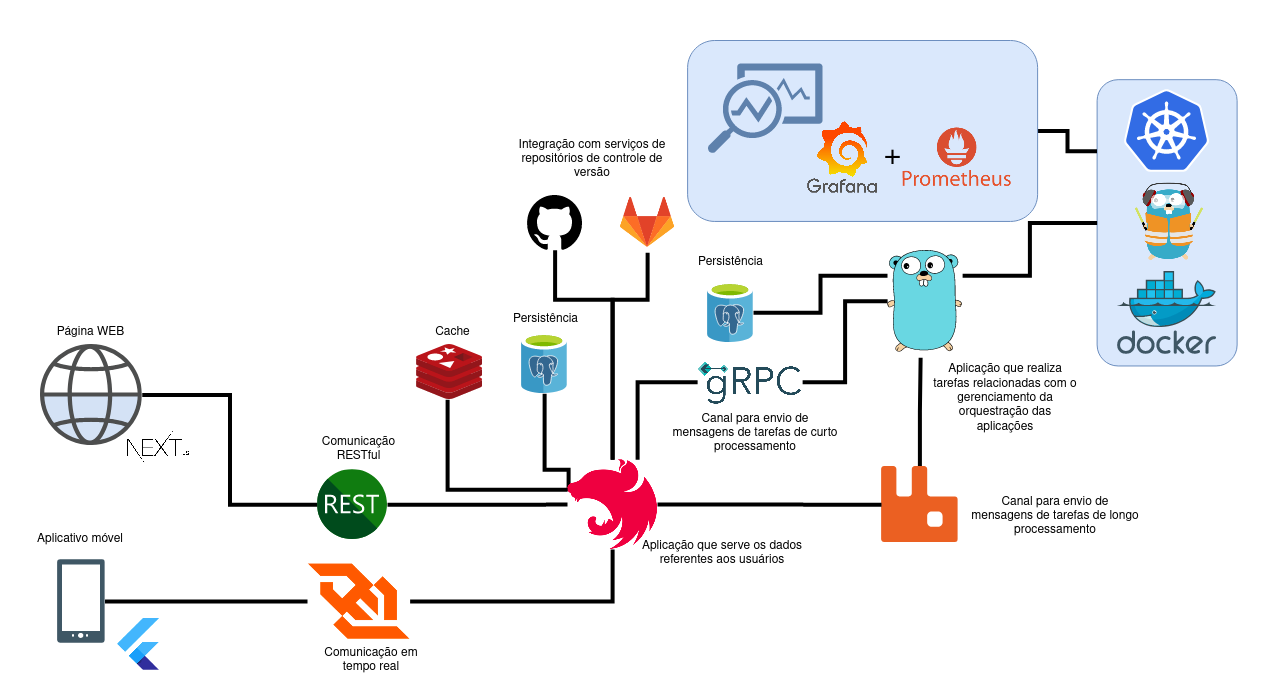 Integração com serviços de
repositórios de controle de
versão
Grafana
+
Prometheus
docker
Persistência
Persistência
Cache
Página WEB
NEXT.JS
gRPC
Canal para envio de
mensagens de tarefas de curto
processamento
Aplicação que realiza
tarefas relacionadas com o
gerenciamento da
orquestração das
aplicações
Comunicação
RESTful
REST
Canal para envio de
mensagens de tarefas de longo
processamento
Aplicação que serve os dados
referentes aos usuários
Aplicativo móvel
Comunicação em
tempo real